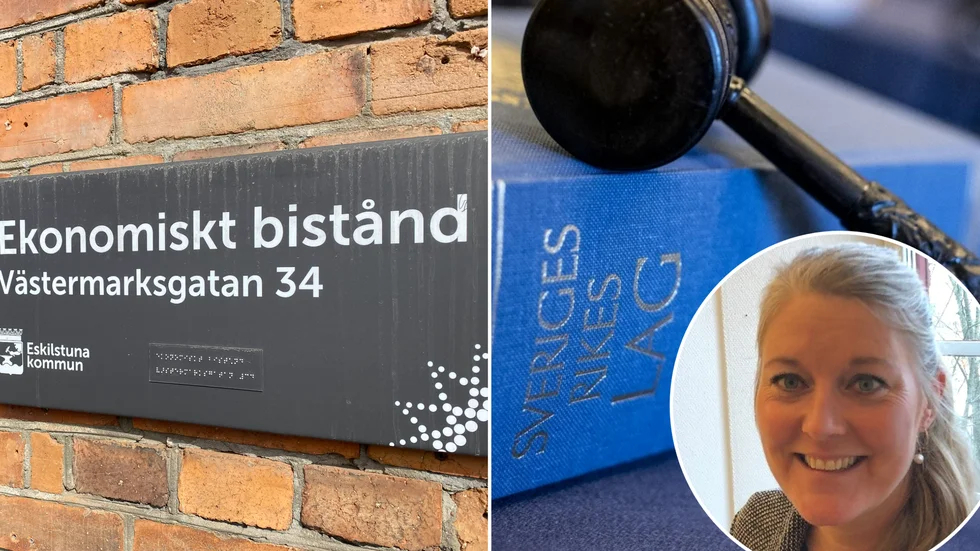 Ekonomiskt bistånd
Västermarksgatan 34
Eskilstuna
kommun
SVERIGES
RIKES
LAG